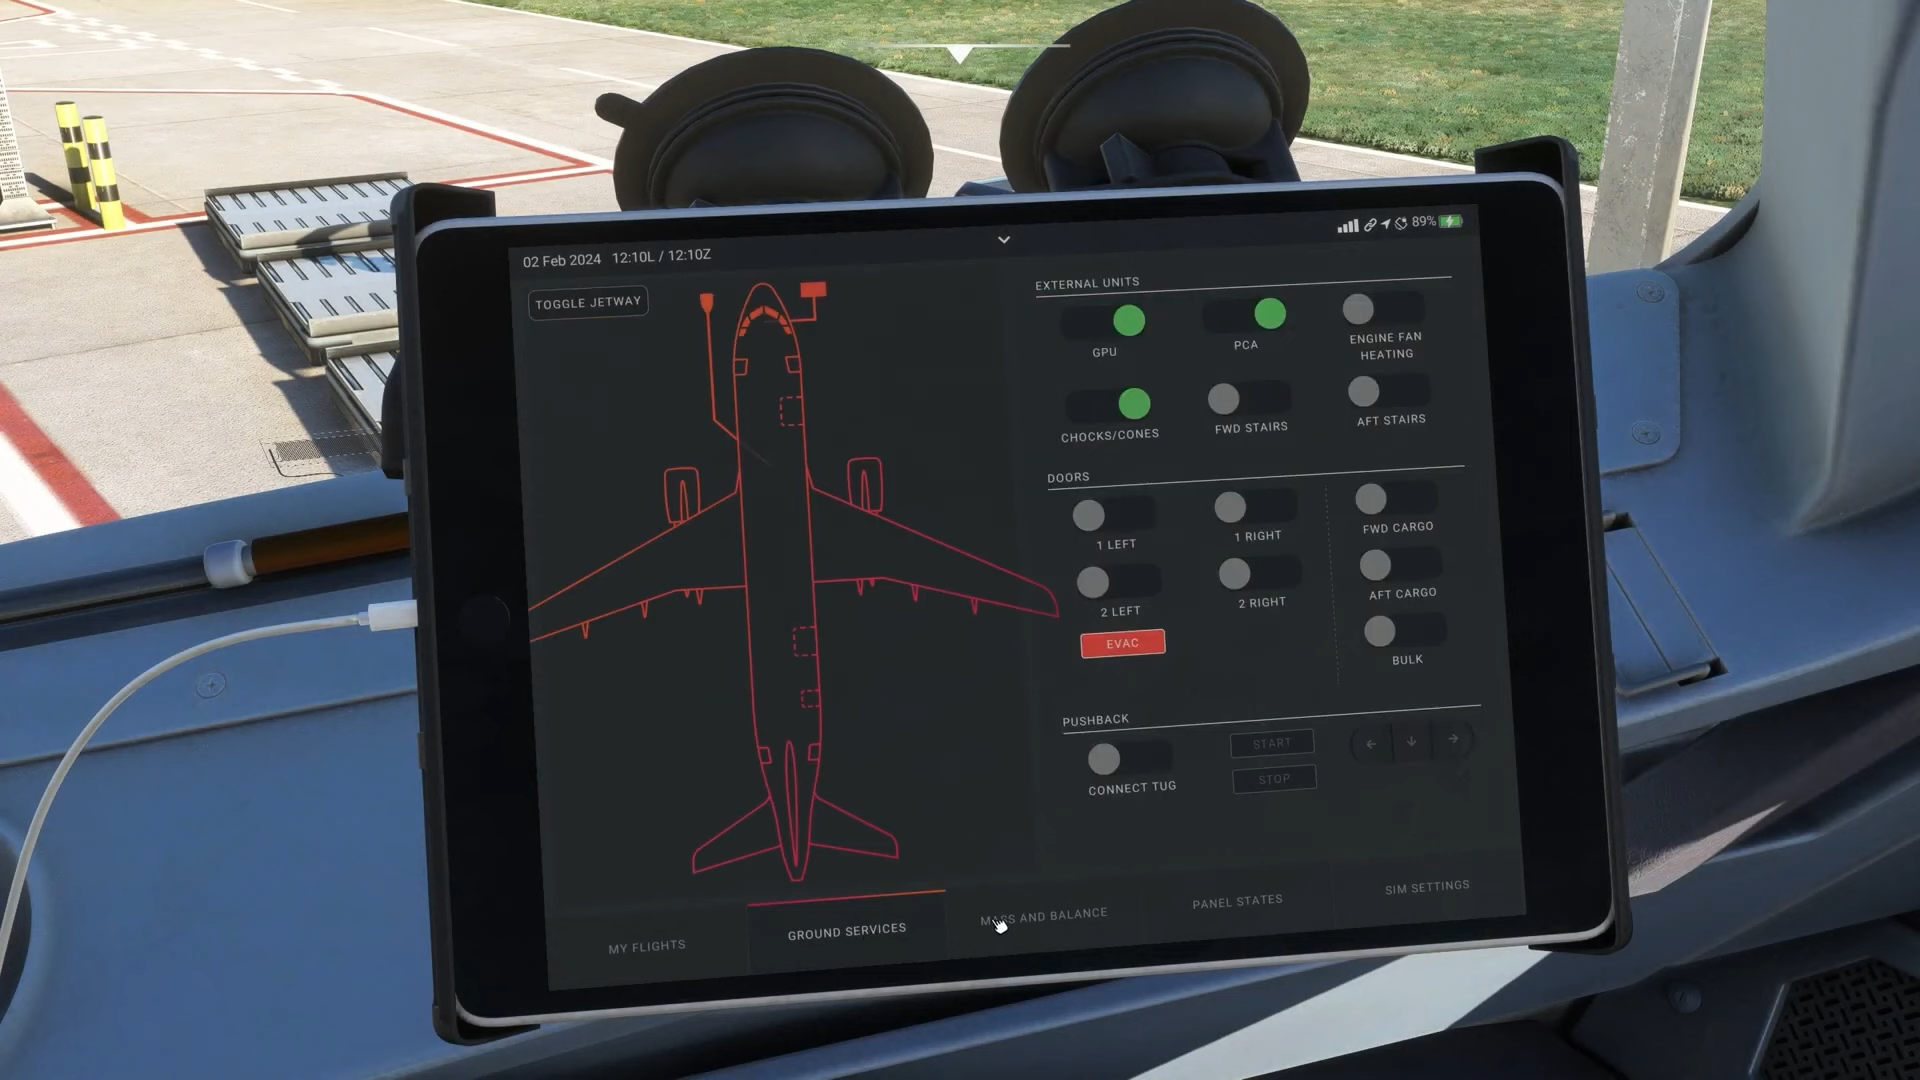 02 Feb 2024 12:10L / 12:10Z
89%
TOGGLE JETWAY
EXTERNAL UNITS
GPU
PCA
ENGINE FAN
HEATING
CHOCKS/CONES
FWD STAIRS
AFT STAIRS
DOORS
1 LEFT
1 RIGHT
FWD CARGO
2 LEFT
2 RIGHT
AFT CARGO
EVAC
BULK
PUSHBACK
CONNECT TUG
START
STOP
MY FLIGHTS
GROUND SERVICES
MASS AND BALANCE
PANEL STATES
SIM SETTINGS